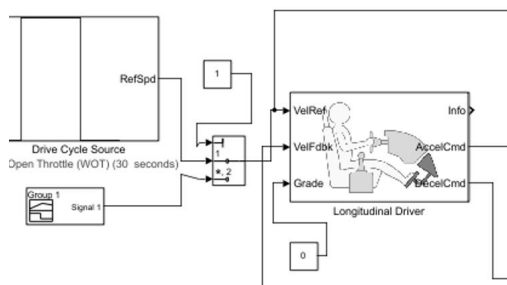 RefSpd
1
VelRef
Info
Drive Cycle Source
Open Throttle (WOT) (30 seconds)
1
*, 2
VelFdbk
AccelCmd
Grade
DecelCmd
Group 1
Signal 1
Longitudinal Driver
0